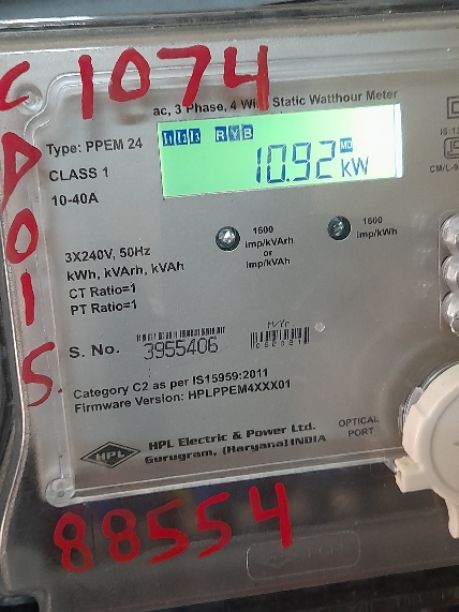 C 1074
ac, 3 Phase, 4 Wire Static Watthour Meter
Type: PPEM 24
CLASS 1
10-40A
R Y B
MD
10.92 kW
D
0
1
5
3X240V, 50Hz
kWh, kVArh, kVAh
CT Ratio=1
PT Ratio=1
1600
imp/kVArh
or
imp/kVAh
1600
imp/kWh
S. No. 3955406
Category C2 as per IS15959:2011
Firmware Version: HPLPPEM4XXX01
HPL
HPL Electric & Power Ltd.
Gurugram, (Haryana) INDIA
OPTICAL
PORT
88554